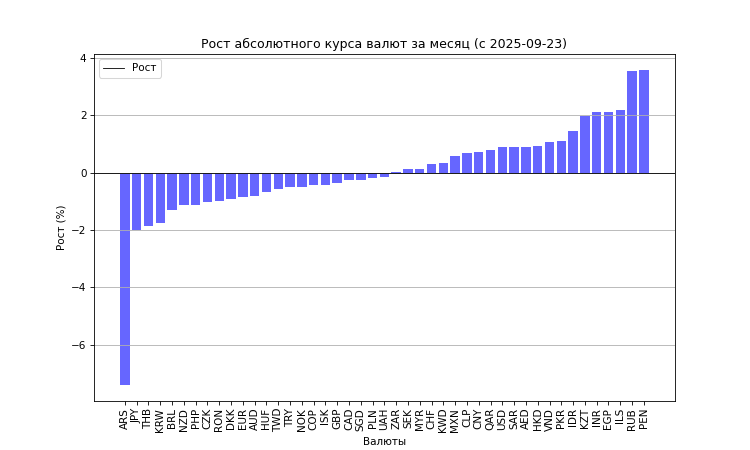 Рост абсолютного курса валют за месяц (с 2025-09-23)
Рост
4
2
0
−2
−4
−6
Рост (%)
ARS JPY THB KRW BRL NZD PHP CZK RON DKK EUR AUD HUF TWD TRY NOK COP ISK GBP CAD SGD PLN UAH ZAR SEK MYR CHF KWD MXN CLP CNY QAR USD SAR AED HKD VND PKR IDR KZT INR EGP ILS RUB PEN
Валюты